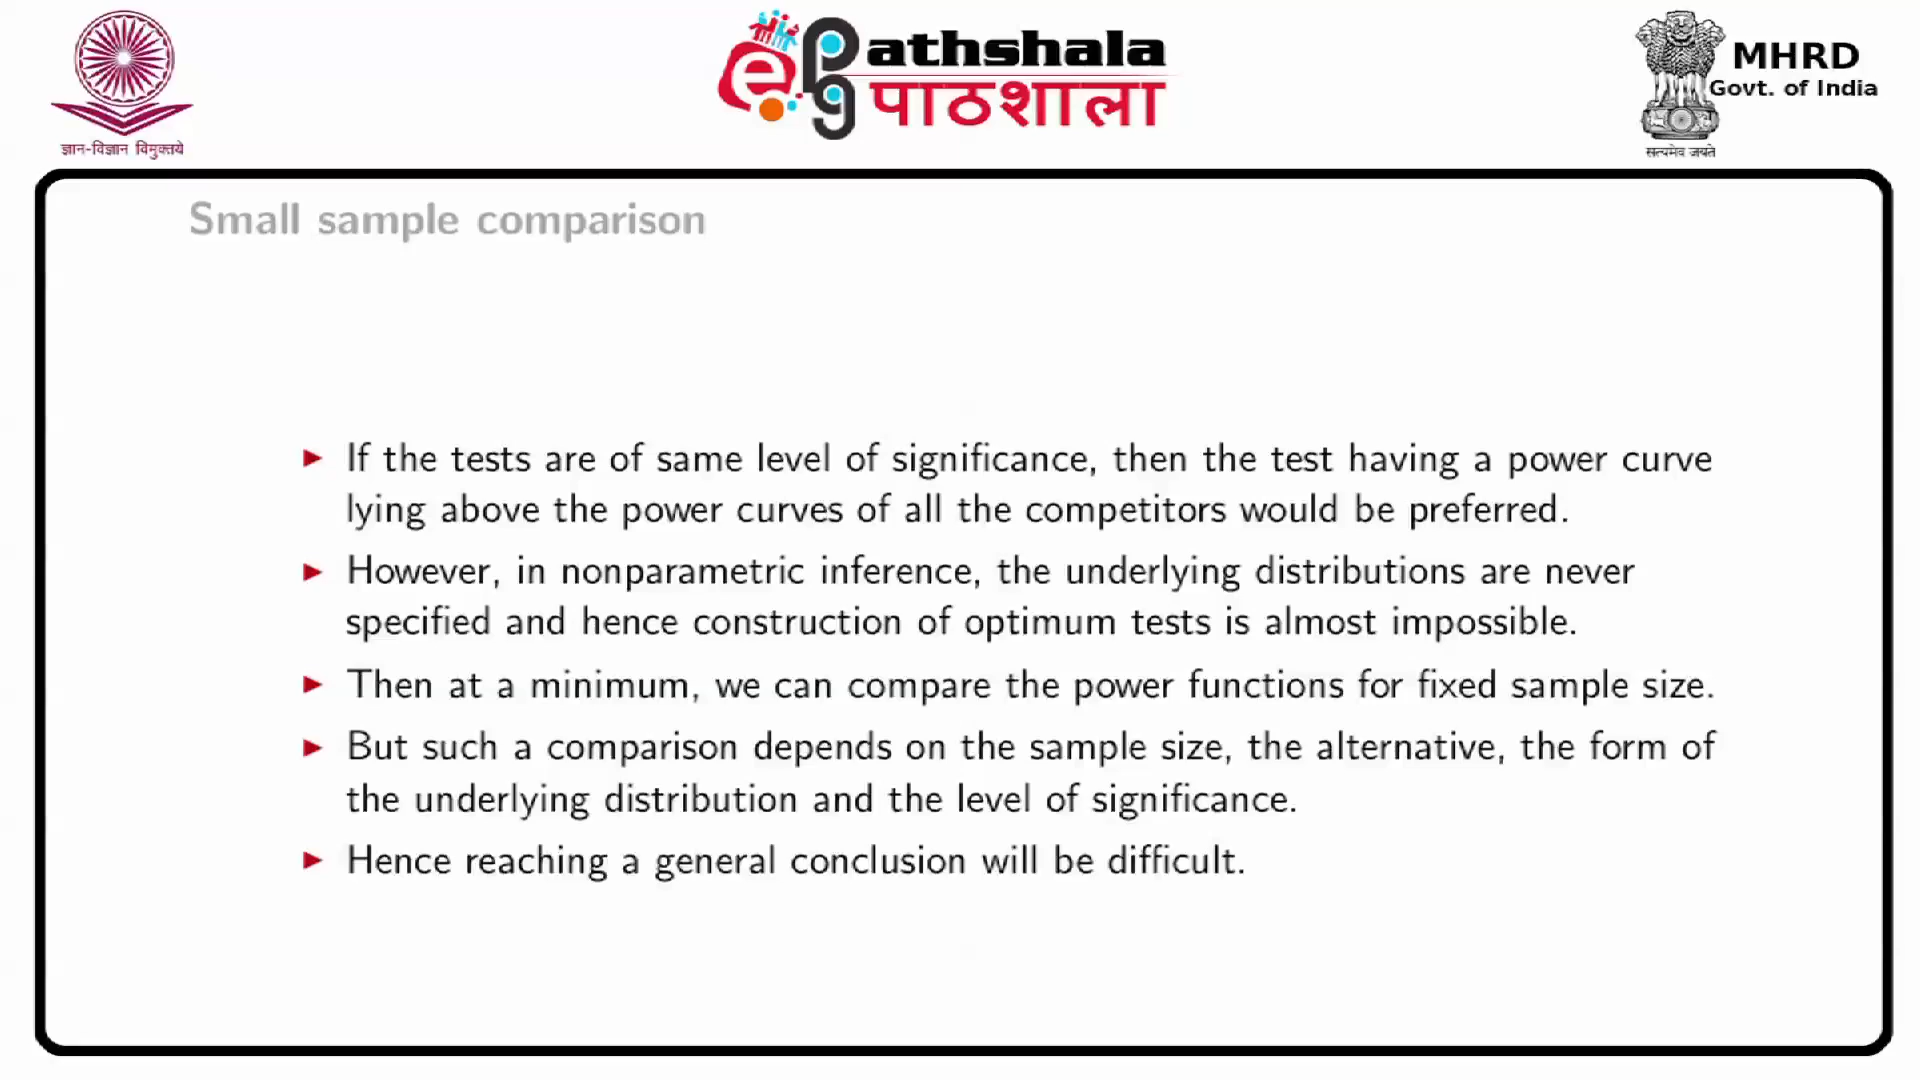 ज्ञान-विज्ञान विमुक्तये
ePGathshala
पाठशाला
MHRD
Govt. of India
सत्यमेव जयते
Small sample comparison
If the tests are of same level of significance, then the test having a power curve
lying above the power curves of all the competitors would be preferred.
However, in nonparametric inference, the underlying distributions are never
specified and hence construction of optimum tests is almost impossible.
Then at a minimum, we can compare the power functions for fixed sample size.
But such a comparison depends on the sample size, the alternative, the form of
the underlying distribution and the level of significance.
Hence reaching a general conclusion will be difficult.